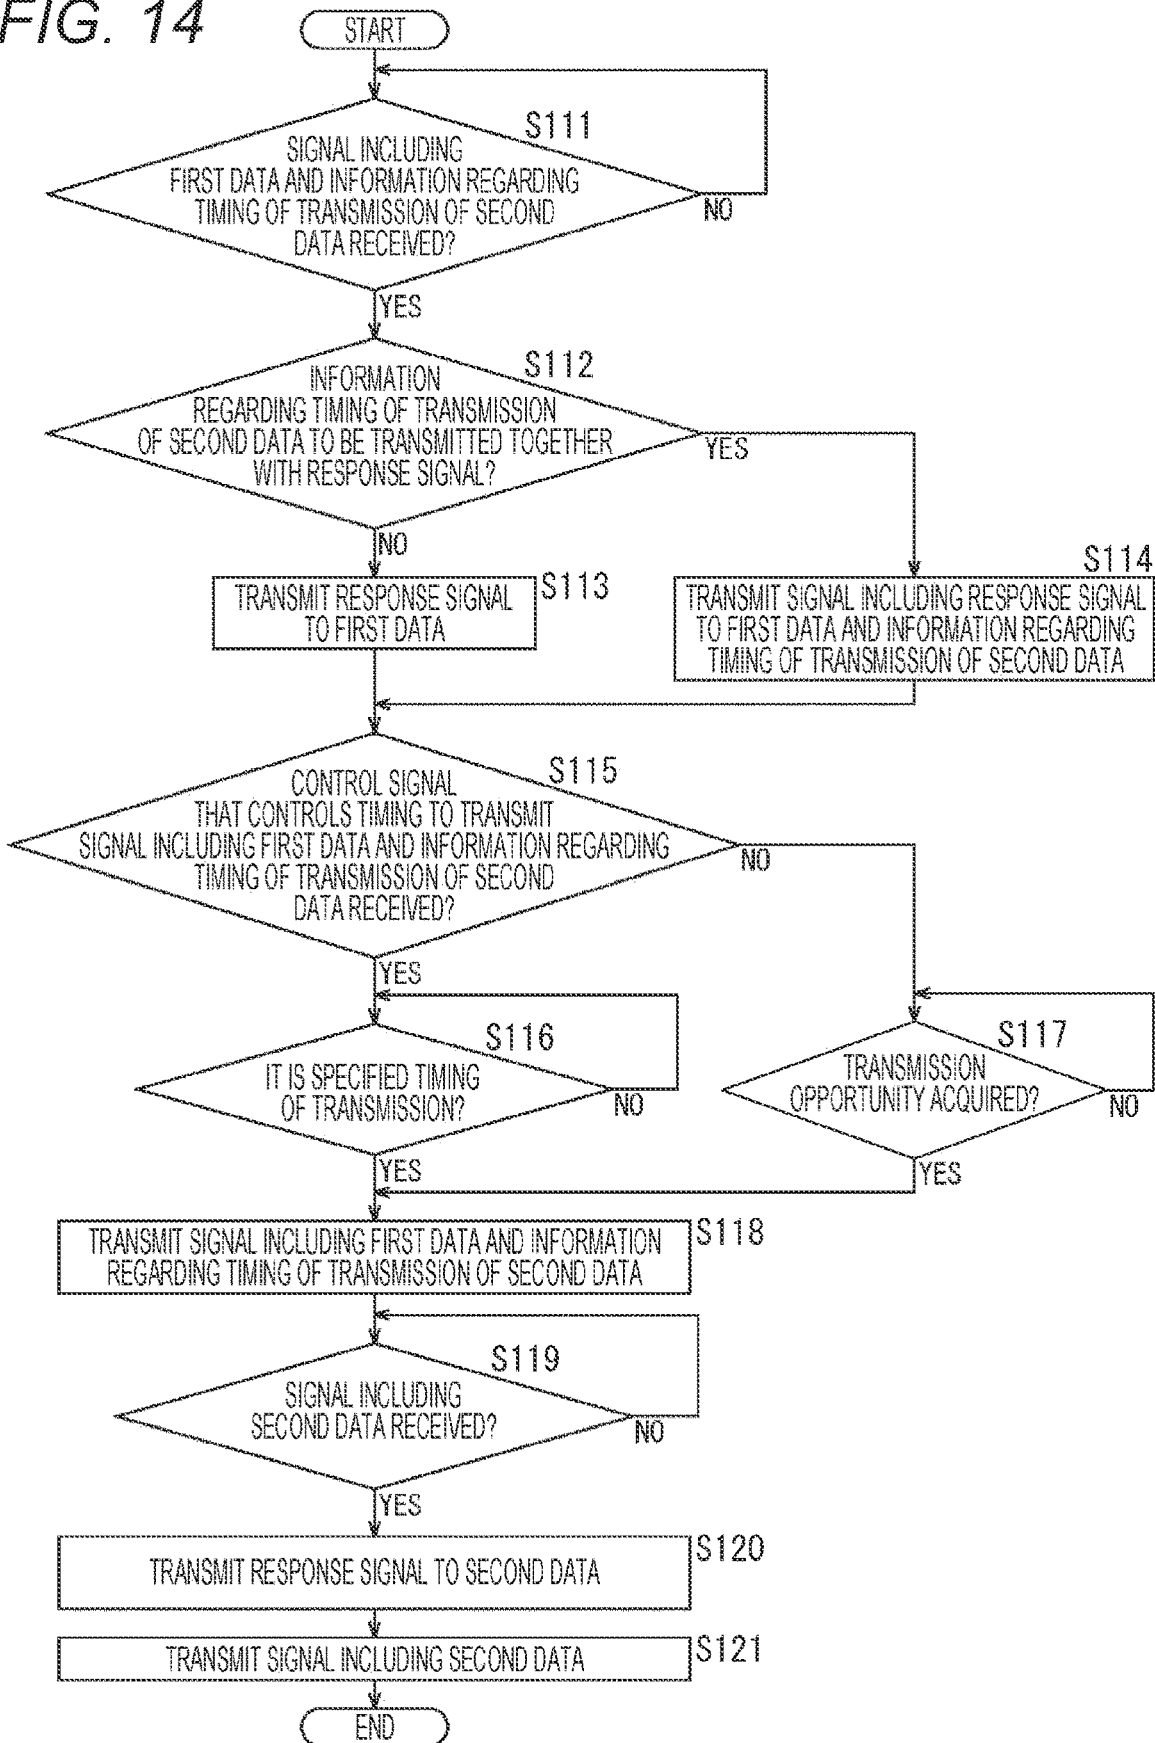 FIG. 14
START
S111
SIGNAL INCLUDING
FIRST DATA AND INFORMATION REGARDING
TIMING OF TRANSMISSION OF SECOND
DATA RECEIVED?
NO
YES
S112
INFORMATION
REGARDING TIMING OF TRANSMISSION
OF SECOND DATA TO BE TRANSMITTED TOGETHER
WITH RESPONSE SIGNAL?
YES
NO
S113
TRANSMIT RESPONSE SIGNAL
TO FIRST DATA
S114
TRANSMIT SIGNAL INCLUDING RESPONSE SIGNAL
TO FIRST DATA AND INFORMATION REGARDING
TIMING OF TRANSMISSION OF SECOND DATA
S115
CONTROL SIGNAL
THAT CONTROLS TIMING TO TRANSMIT
SIGNAL INCLUDING FIRST DATA AND INFORMATION REGARDING
TIMING OF TRANSMISSION OF SECOND
DATA RECEIVED?
NO
YES
S116
IT IS SPECIFIED TIMING
OF TRANSMISSION?
NO
YES
S117
TRANSMISSION
OPPORTUNITY ACQUIRED?
NO
YES
S118
TRANSMIT SIGNAL INCLUDING FIRST DATA AND INFORMATION
REGARDING TIMING OF TRANSMISSION OF SECOND DATA
S119
SIGNAL INCLUDING
SECOND DATA RECEIVED?
NO
YES
S120
TRANSMIT RESPONSE SIGNAL TO SECOND DATA
S121
TRANSMIT SIGNAL INCLUDING SECOND DATA
END